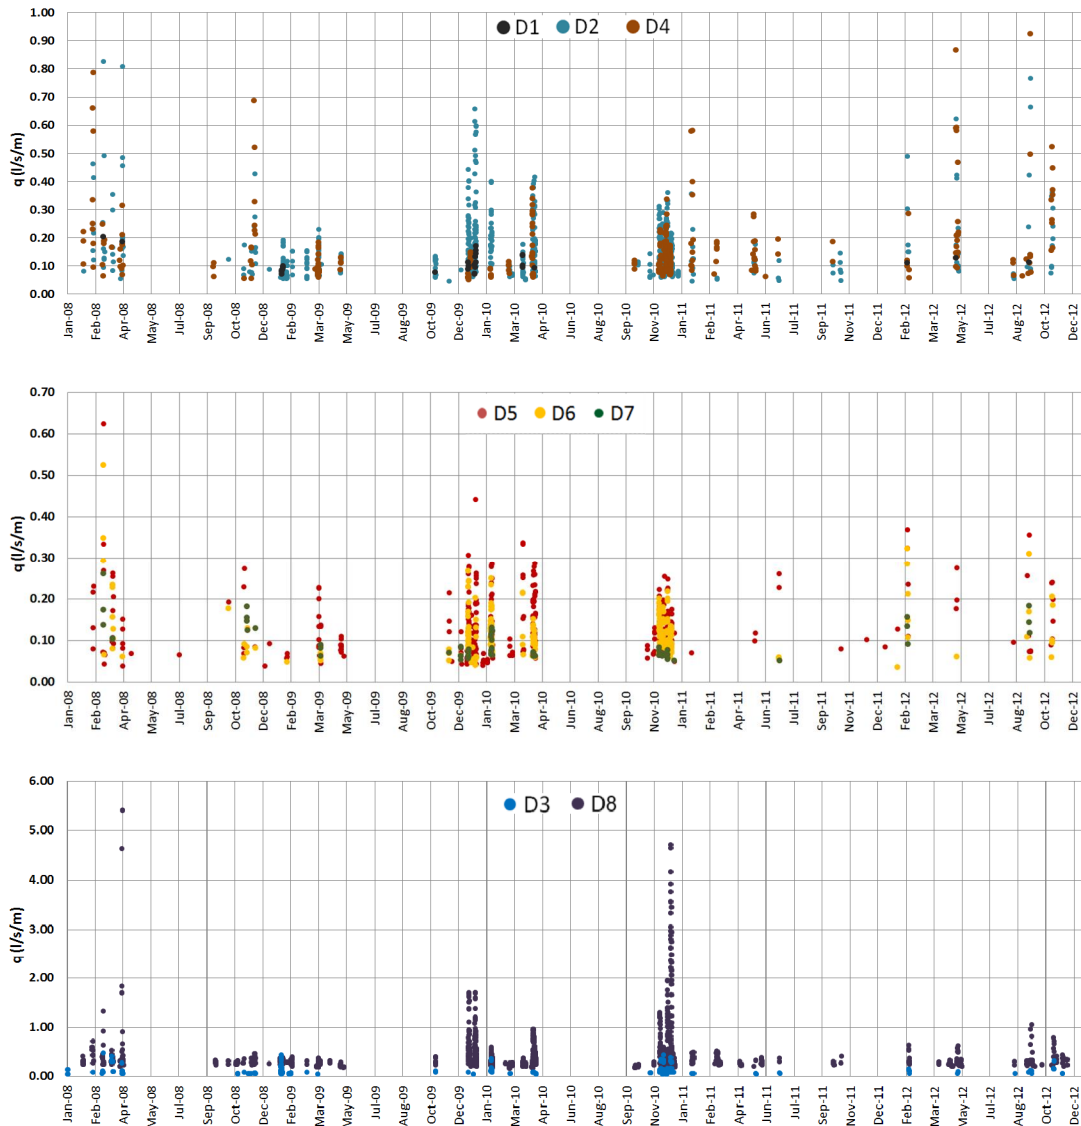 1.00
0.90
0.80
0.70
0.60
0.50
0.40
0.30
0.20
0.10
0.00
q (l/s/m)
D1 D2 D4
Jan-08 Feb-08 Apr-08 May-08 Jul-08 Sep-08 Oct-08 Dec-08 Feb-09 Mar-09 May-09 Jul-09 Aug-09 Oct-09 Dec-09 Jan-10 Mar-10 Apr-10 Jun-10 Aug-10 Sep-10 Nov-10 Jan-11 Feb-11 Apr-11 Jun-11 Jul-11 Sep-11 Nov-11 Dec-11 Feb-12 Mar-12 May-12 Jul-12 Aug-12 Oct-12 Dec-12
0.70
0.60
0.50
0.40
0.30
0.20
0.10
0.00
q (l/s/m)
D5 D6 D7
Jan-08 Feb-08 Apr-08 May-08 Jul-08 Sep-08 Oct-08 Dec-08 Feb-09 Mar-09 May-09 Jul-09 Aug-09 Oct-09 Dec-09 Jan-10 Mar-10 Apr-10 Jun-10 Aug-10 Sep-10 Nov-10 Jan-11 Feb-11 Apr-11 Jun-11 Jul-11 Sep-11 Nov-11 Dec-11 Feb-12 Mar-12 May-12 Jul-12 Aug-12 Oct-12 Dec-12
6.00
5.00
4.00
3.00
2.00
1.00
0.00
q (l/s/m)
D3 D8
Jan-08 Feb-08 Apr-08 May-08 Jul-08 Sep-08 Oct-08 Dec-08 Feb-09 Mar-09 May-09 Jul-09 Aug-09 Oct-09 Dec-09 Jan-10 Mar-10 Apr-10 Jun-10 Aug-10 Sep-10 Nov-10 Jan-11 Feb-11 Apr-11 Jun-11 Jul-11 Sep-11 Nov-11 Dec-11 Feb-12 Mar-12 May-12 Jul-12 Aug-12 Oct-12 Dec-12